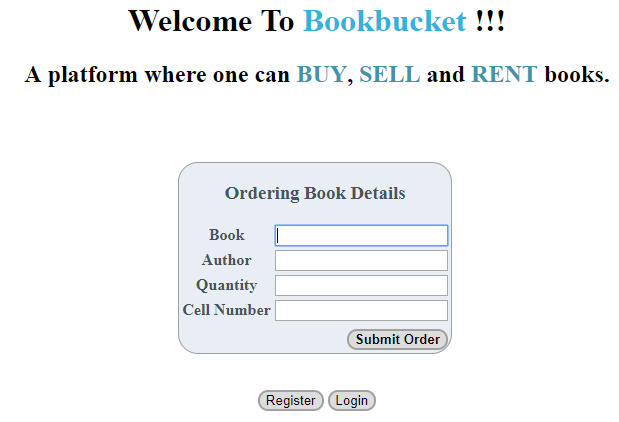 Welcome To Bookbucket !!!
A platform where one can BUY, SELL and RENT books.
Ordering Book Details
Book
Author
Quantity
Cell Number
Submit Order
Register Login